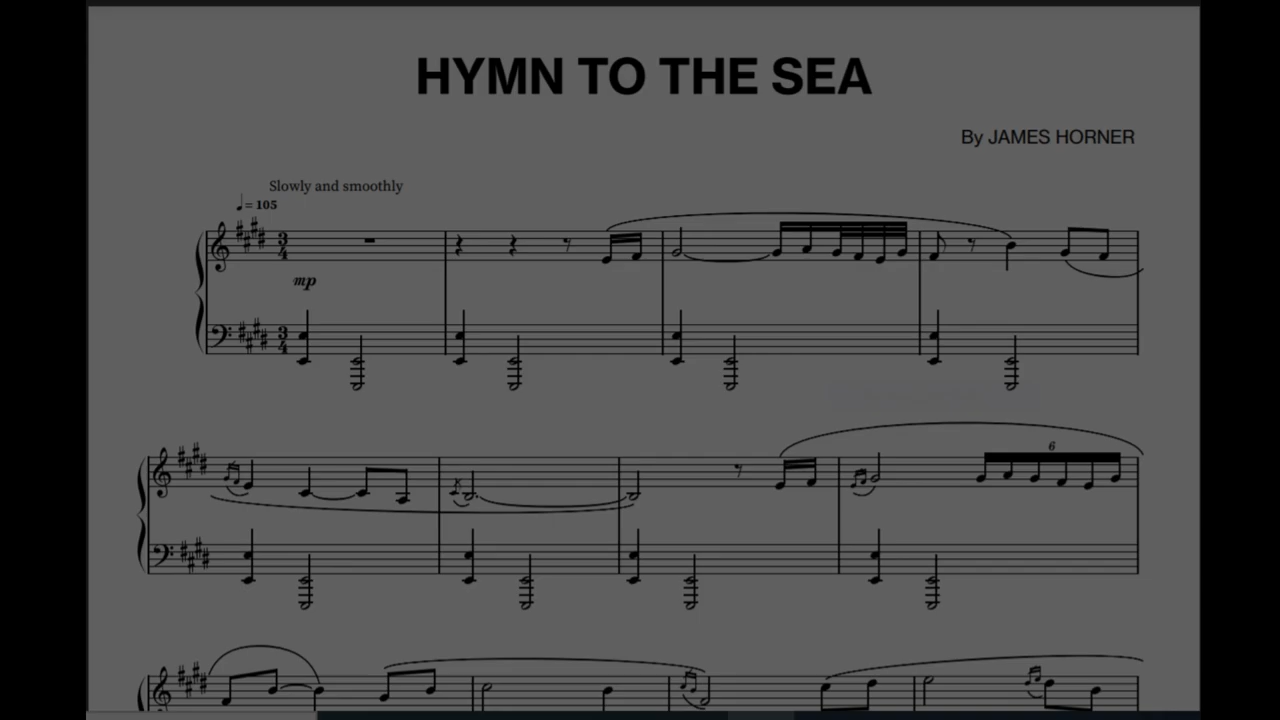 HYMN TO THE SEA
By JAMES HORNER
Slowly and smoothly
♩ = 105
3
4
mp
3
4
6